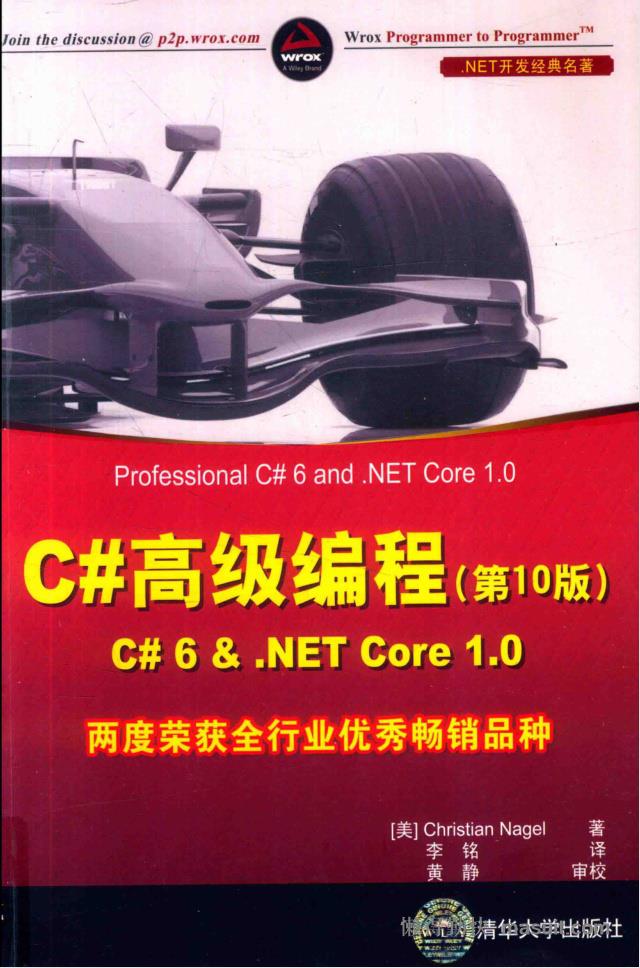 Join the discussion @ p2p.wrox.com
wrox
A Wiley Brand
Wrox Programmer to Programmer™
.NET开发经典名著
Professional C# 6 and .NET Core 1.0
C#高级编程(第10版)
C# 6 & .NET Core 1.0
两度荣获全行业优秀畅销品种
[美] Christian Nagel 著
李 铭 译
黄 静 审校
清华大学出版社